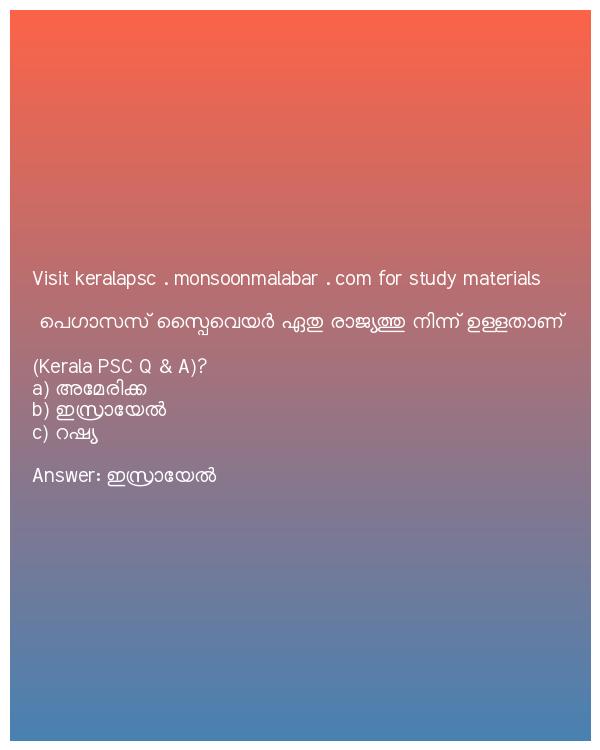 Visit keralapsc . monsoonmalabar . com for study materials
പെഗാസസ് സ്പൈവെയർ ഏതു രാജ്യത്തു നിന്ന് ഉള്ളതാണ്
(Kerala PSC Q & A)?
a) അമേരിക്ക
b) ഇസ്രായേൽ
c) റഷ്യ
Answer: ഇസ്രായേൽ